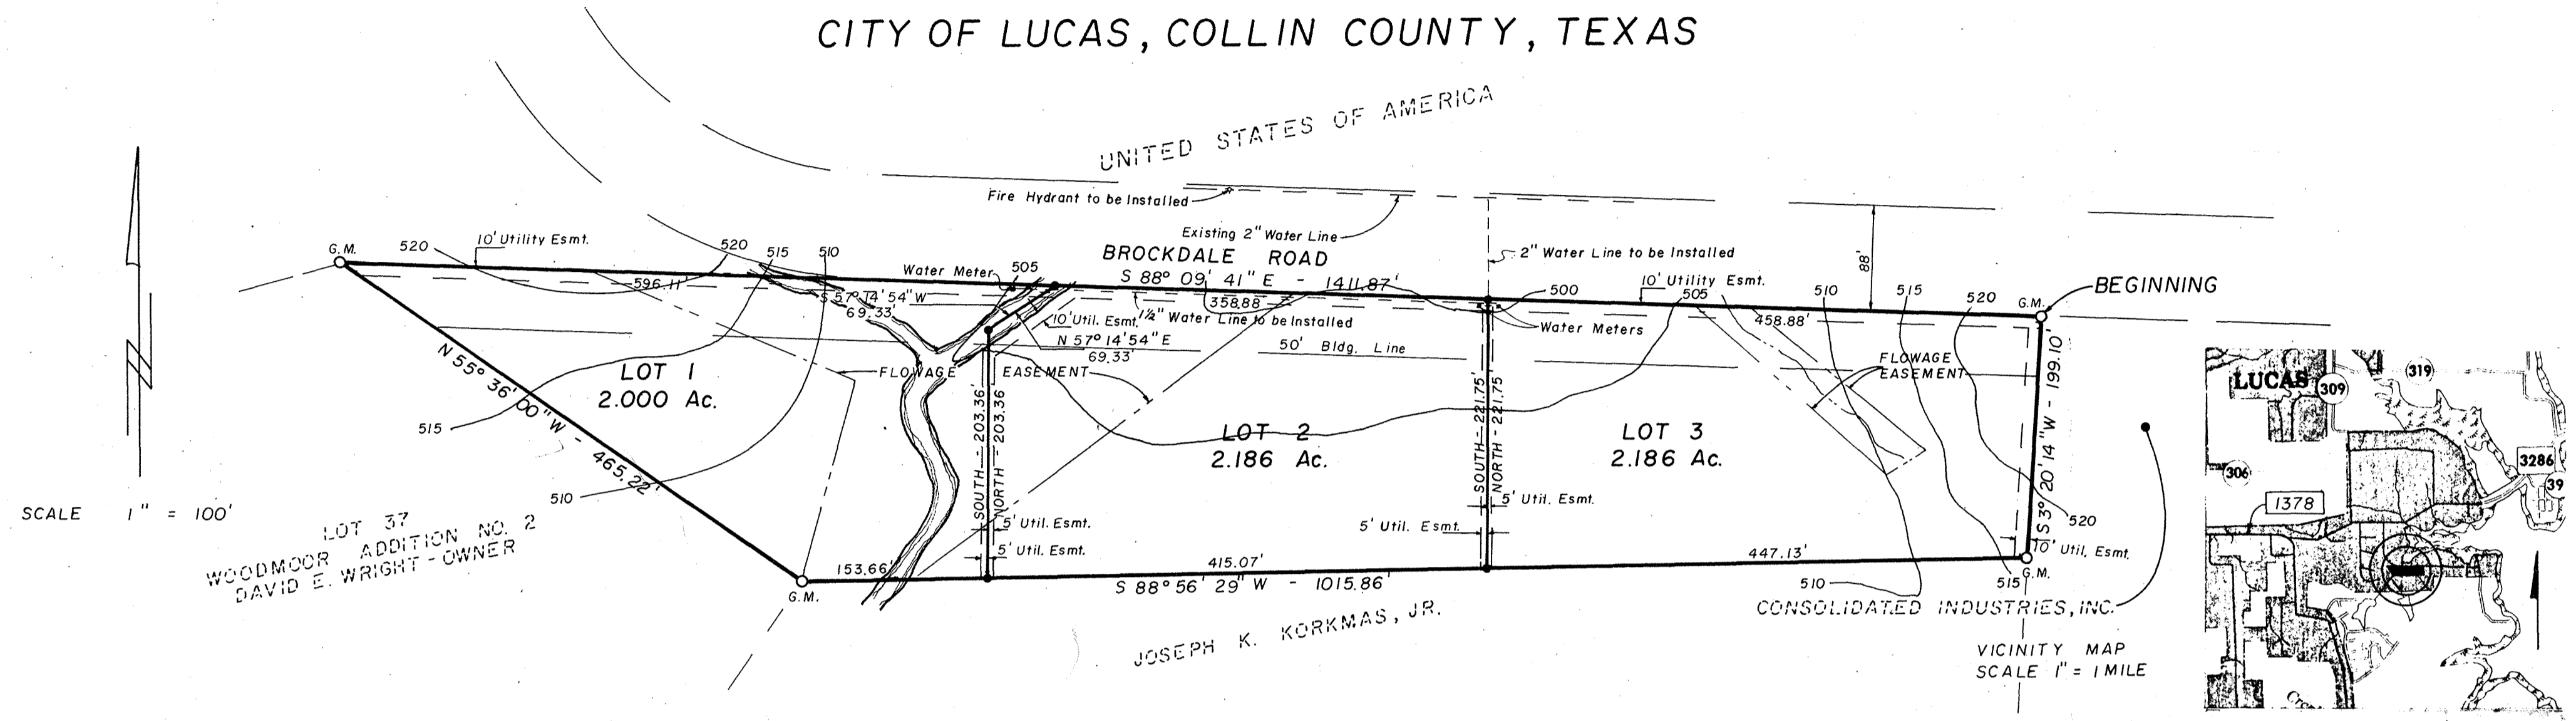 CITY OF LUCAS, COLLIN COUNTY, TEXAS
UNITED STATES OF AMERICA
Fire Hydrant to be Installed
Existing 2" Water Line
2" Water Line to be Installed
88'
G.M.
520
10' Utility Esmt.
520
515
510
Water Meter
505
BROCKDALE ROAD
S 88° 09' 41" E - 1411.87'
10' Utility Esmt.
500
505
510
515
520
G.M.
BEGINNING
596.11'
S 57° 14' 54" W
69.33'
358.88
10' Util. Esmt.
1½" Water Line to be Installed
Water Meters
458.88'
N 57° 14' 54" E
69.33'
50' Bldg. Line
FLOWAGE EASEMENT
FLOWAGE
EASEMENT
N 55° 36' 00" W - 465.22'
LOT 1
2.000 Ac.
515
510
SOUTH - 203.36'
NORTH - 203.36'
LOT 2
2.186 Ac.
SOUTH - 221.75'
NORTH - 221.75'
LOT 3
2.186 Ac.
S 3° 20' 14" W - 199.10'
5' Util. Esmt.
5' Util. Esmt.
5' Util. Esmt.
5' Util. Esmt.
520
10' Util. Esmt.
SCALE 1" = 100'
LOT 37
WOODMOOR ADDITION NO. 2
DAVID E. WRIGHT - OWNER
G.M.
153.66'
415.07'
S 88° 56' 29" W - 1015.86'
447.13'
510
515
G.M.
JOSEPH K. KORKMAS, JR.
CONSOLIDATED INDUSTRIES, INC.
VICINITY MAP
SCALE 1" = 1 MILE
LUCAS
309
319
306
1378
3286
39